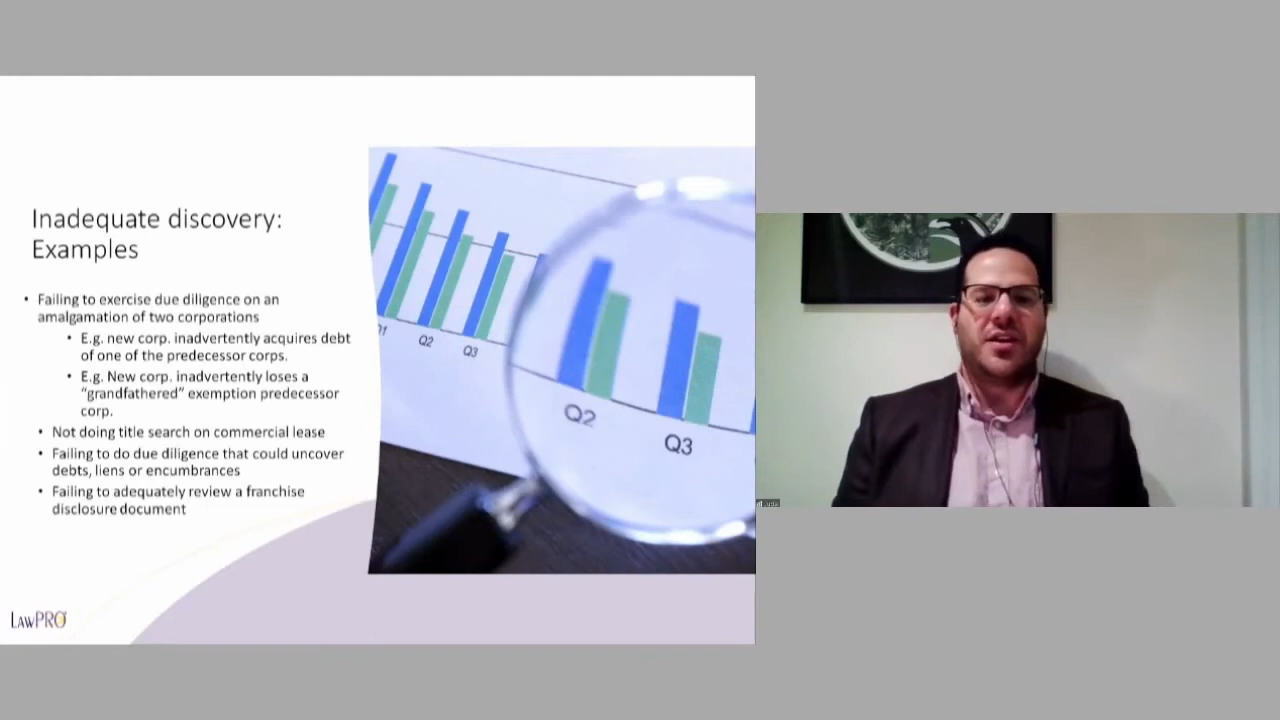 Inadequate discovery:
Examples
• Failing to exercise due diligence on an
amalgamation of two corporations
• E.g. new corp. inadvertently acquires debt
of one of the predecessor corps.
• E.g. New corp. inadvertently loses a
“grandfathered” exemption predecessor
corp.
• Not doing title search on commercial lease
• Failing to do due diligence that could uncover
debts, liens or encumbrances
• Failing to adequately review a franchise
disclosure document
Q2
Q3
Q2
Q3
LAWPRO